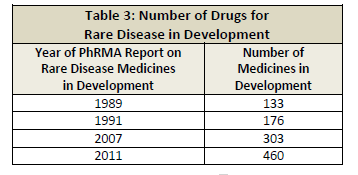 Table 3: Number of Drugs for
Rare Disease in Development
Year of PhRMA Report on
Rare Disease Medicines
in Development
Number of
Medicines in
Development
1989 133
1991 176
2007 303
2011 460